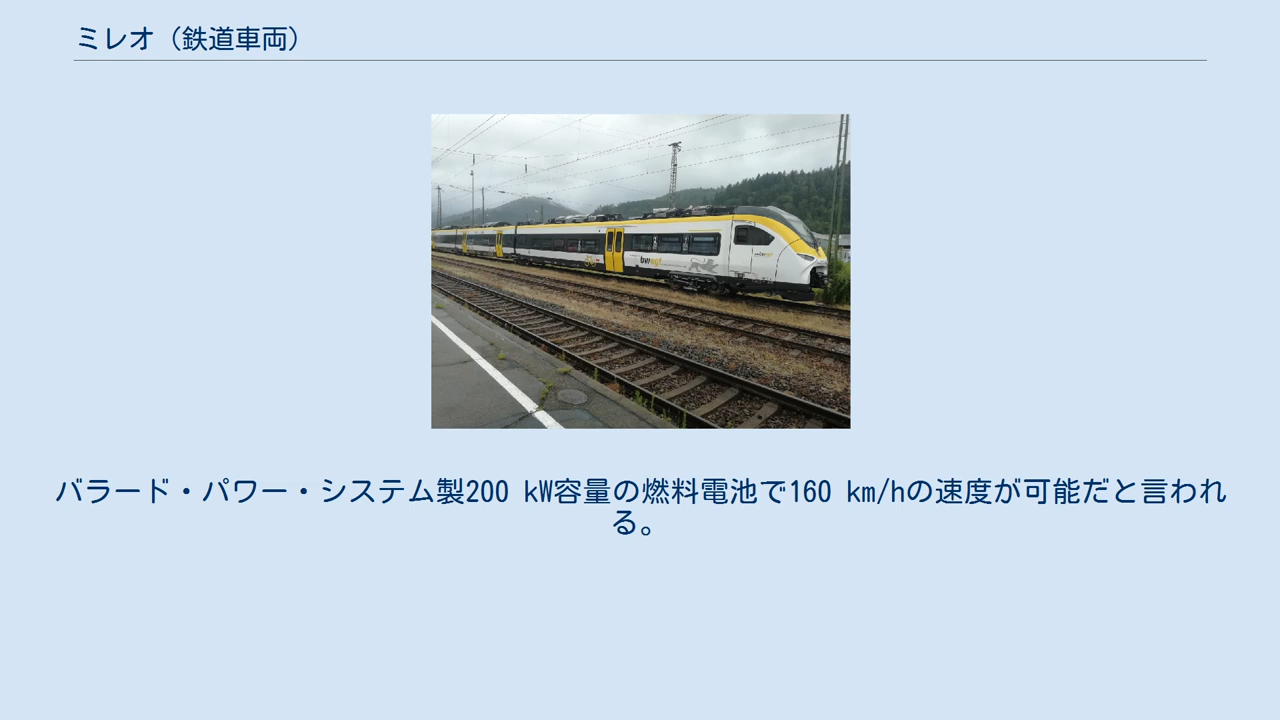 ミレオ（鉄道車両）
bwegt
バラード・パワー・システム製200 kW容量の燃料電池で160 km/hの速度が可能だと言われ
る。